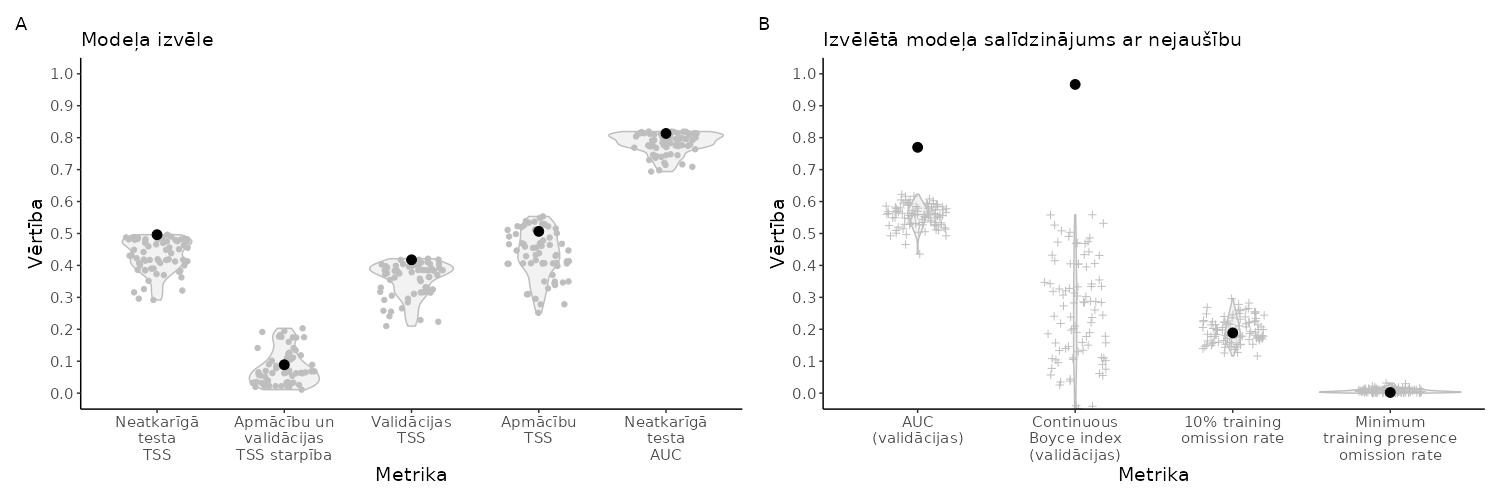 A
Modeļa izvēle
Vērtība
1.0
0.9
0.8
0.7
0.6
0.5
0.4
0.3
0.2
0.1
0.0
Neatkarīgā
testa
TSS
Apmācību un
validācijas
TSS starpība
Validācijas
TSS
Apmācību
TSS
Neatkarīgā
testa
AUC
Metrika
B
Izvēlētā modeļa salīdzinājums ar nejaušību
Vērtība
1.0
0.9
0.8
0.7
0.6
0.5
0.4
0.3
0.2
0.1
0.0
AUC
(validācijas)
Continuous
Boyce index
(validācijas)
10% training
omission rate
Minimum
training presence
omission rate
Metrika